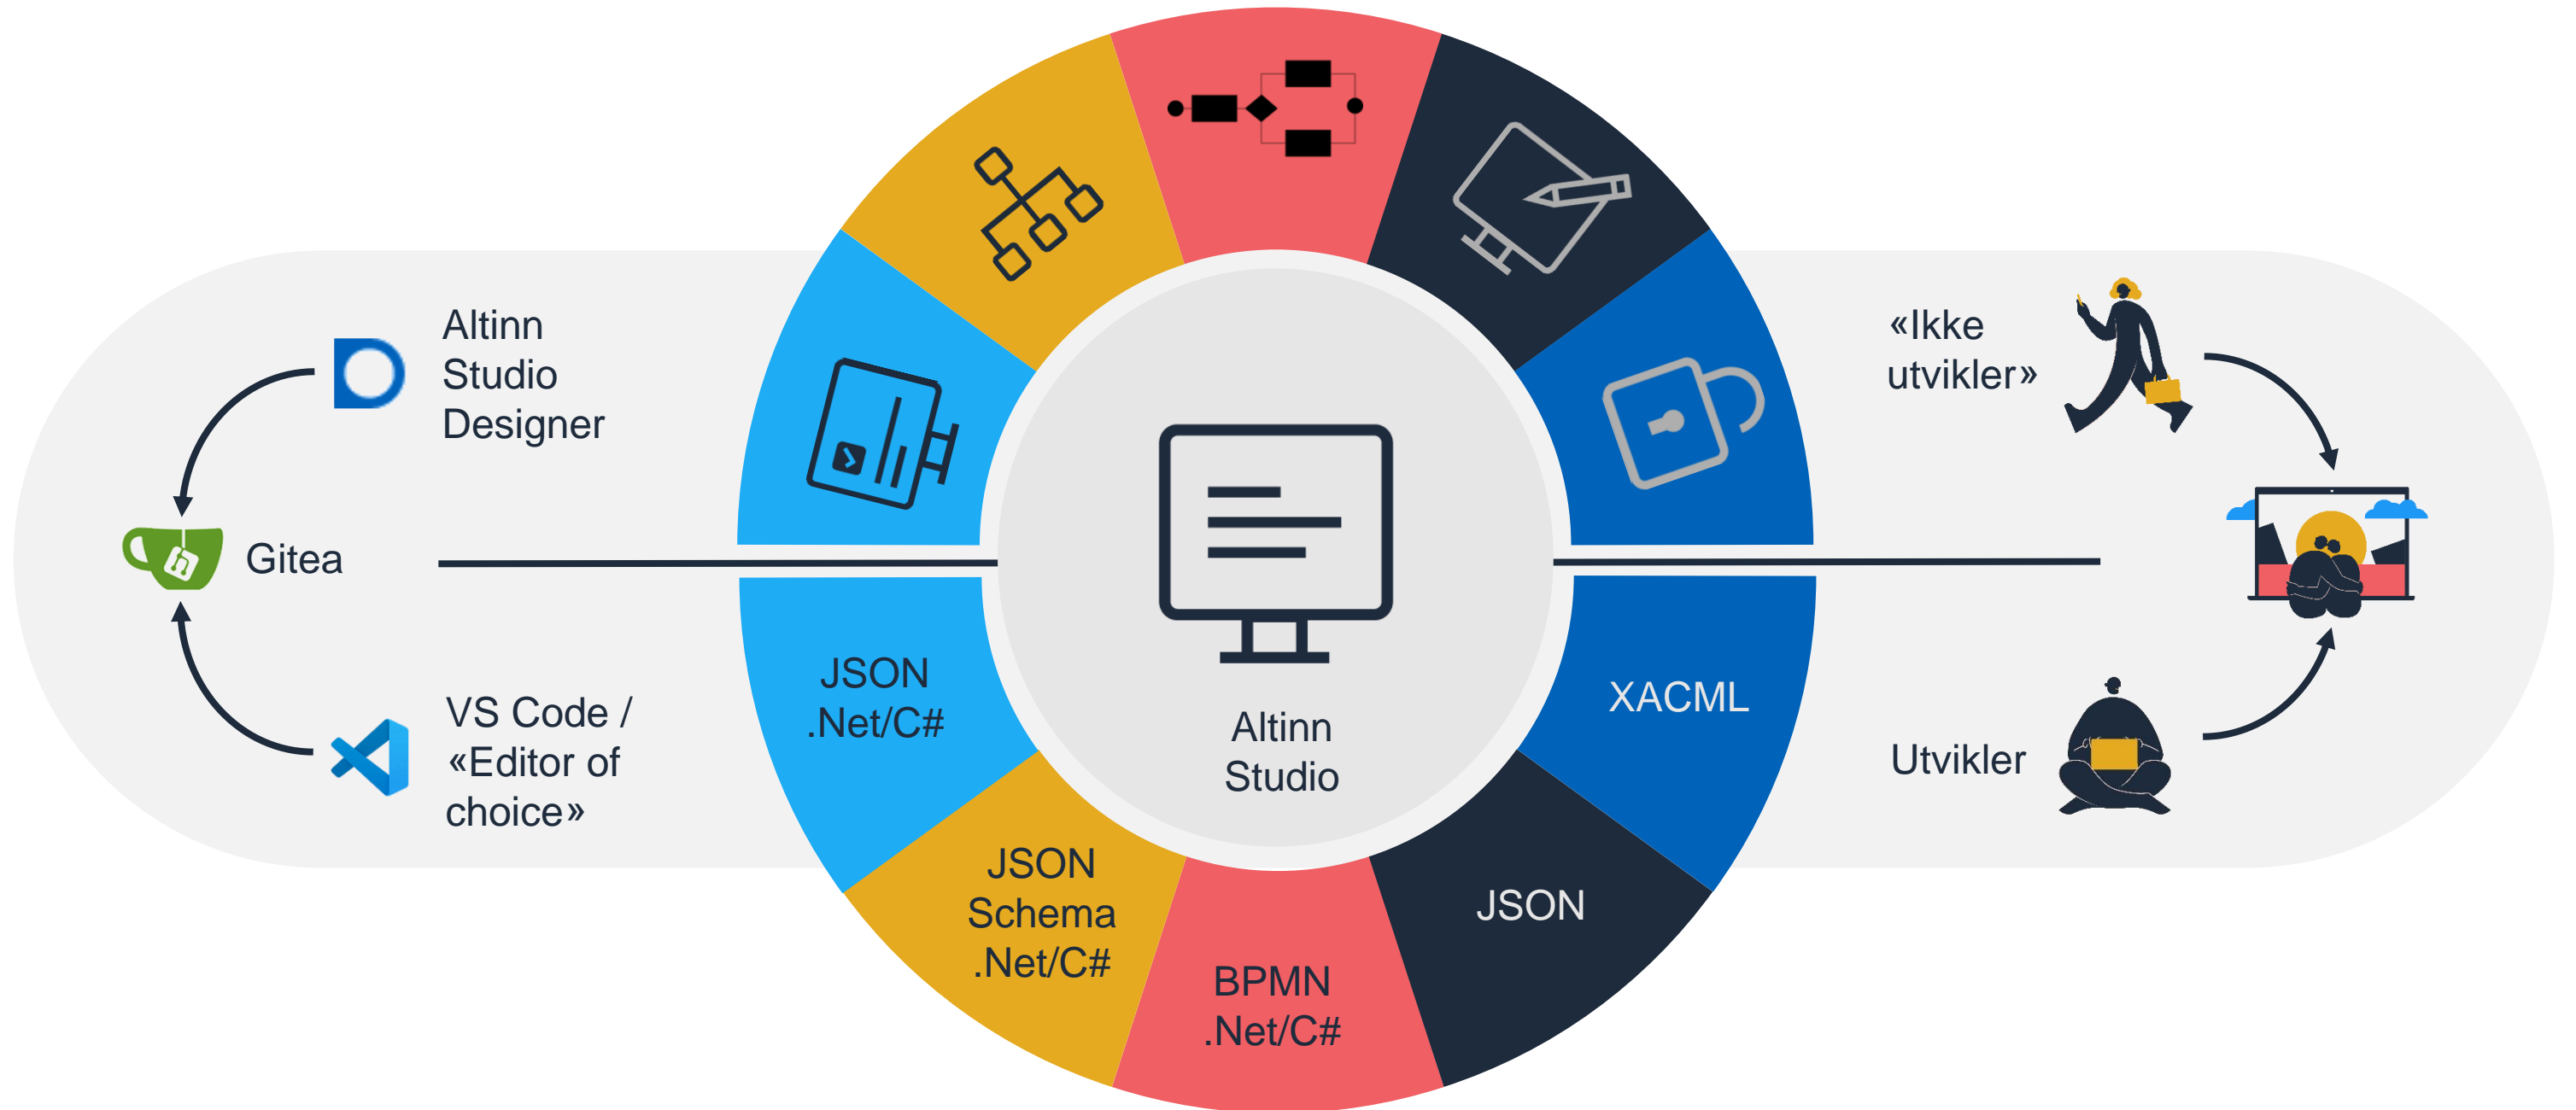 Altinn
Studio
Designer
Gitea
VS Code /
«Editor of
choice»
JSON
.Net/C#
JSON
Schema
.Net/C#
BPMN
.Net/C#
JSON
XACML
Altinn
Studio
«Ikke
utvikler»
Utvikler